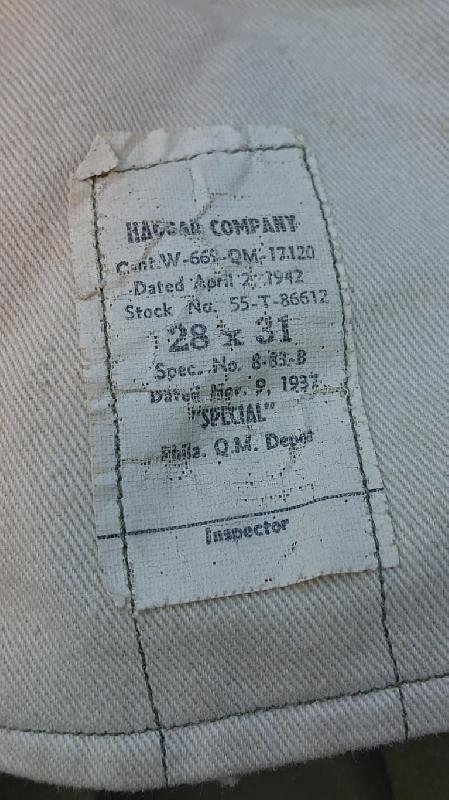 HAGGAR COMPANY
Cont.W-669-QM-17120
Dated April 2, 1942
Stock No. 55-T-86612
28 x 31
Spec. No. 8-83-B
Dated 9, 1937
"SPECIAL"
Phila. Q.M. Depot
Inspector